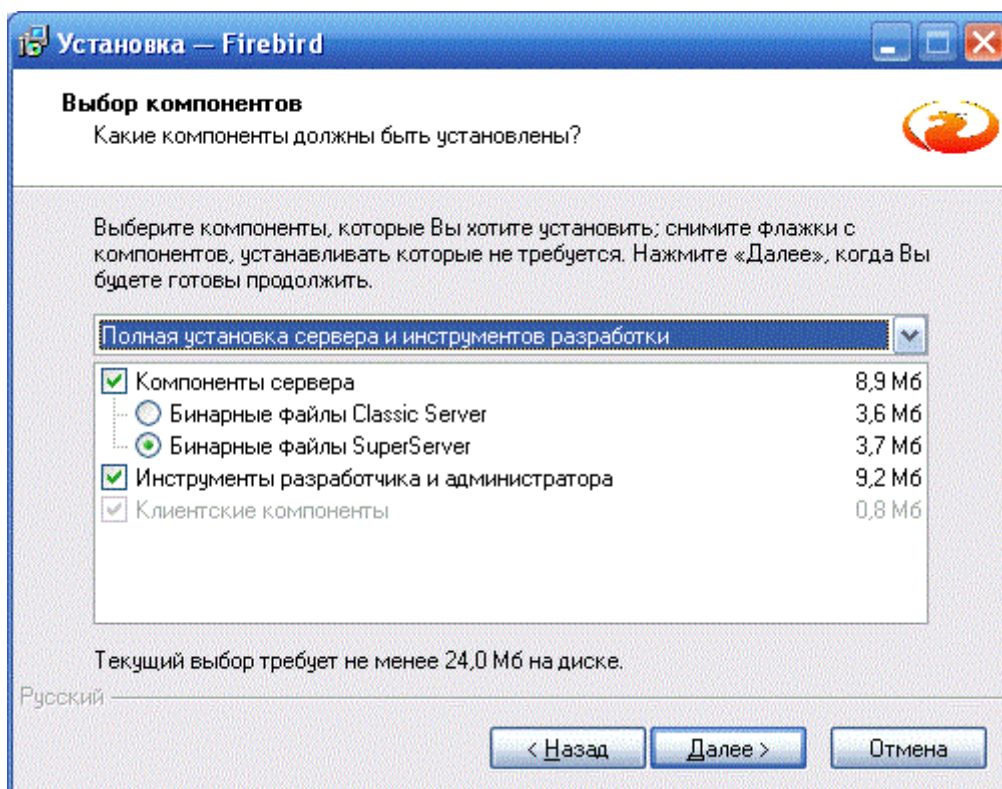 Установка — Firebird
Выбор компонентов
Какие компоненты должны быть установлены?
Выберите компоненты, которые Вы хотите установить; снимите флажки с
компонентов, устанавливать которые не требуется. Нажмите «Далее», когда Вы
будете готовы продолжить.
Полная установка сервера и инструментов разработки
Компоненты сервера 8,9 Мб
Бинарные файлы Classic Server 3,6 Мб
Бинарные файлы SuperServer 3,7 Мб
Инструменты разработчика и администратора 9,2 Мб
Клиентские компоненты 0,8 Мб
Текущий выбор требует не менее 24,0 Мб на диске.
Русский
< Назад Далее > Отмена